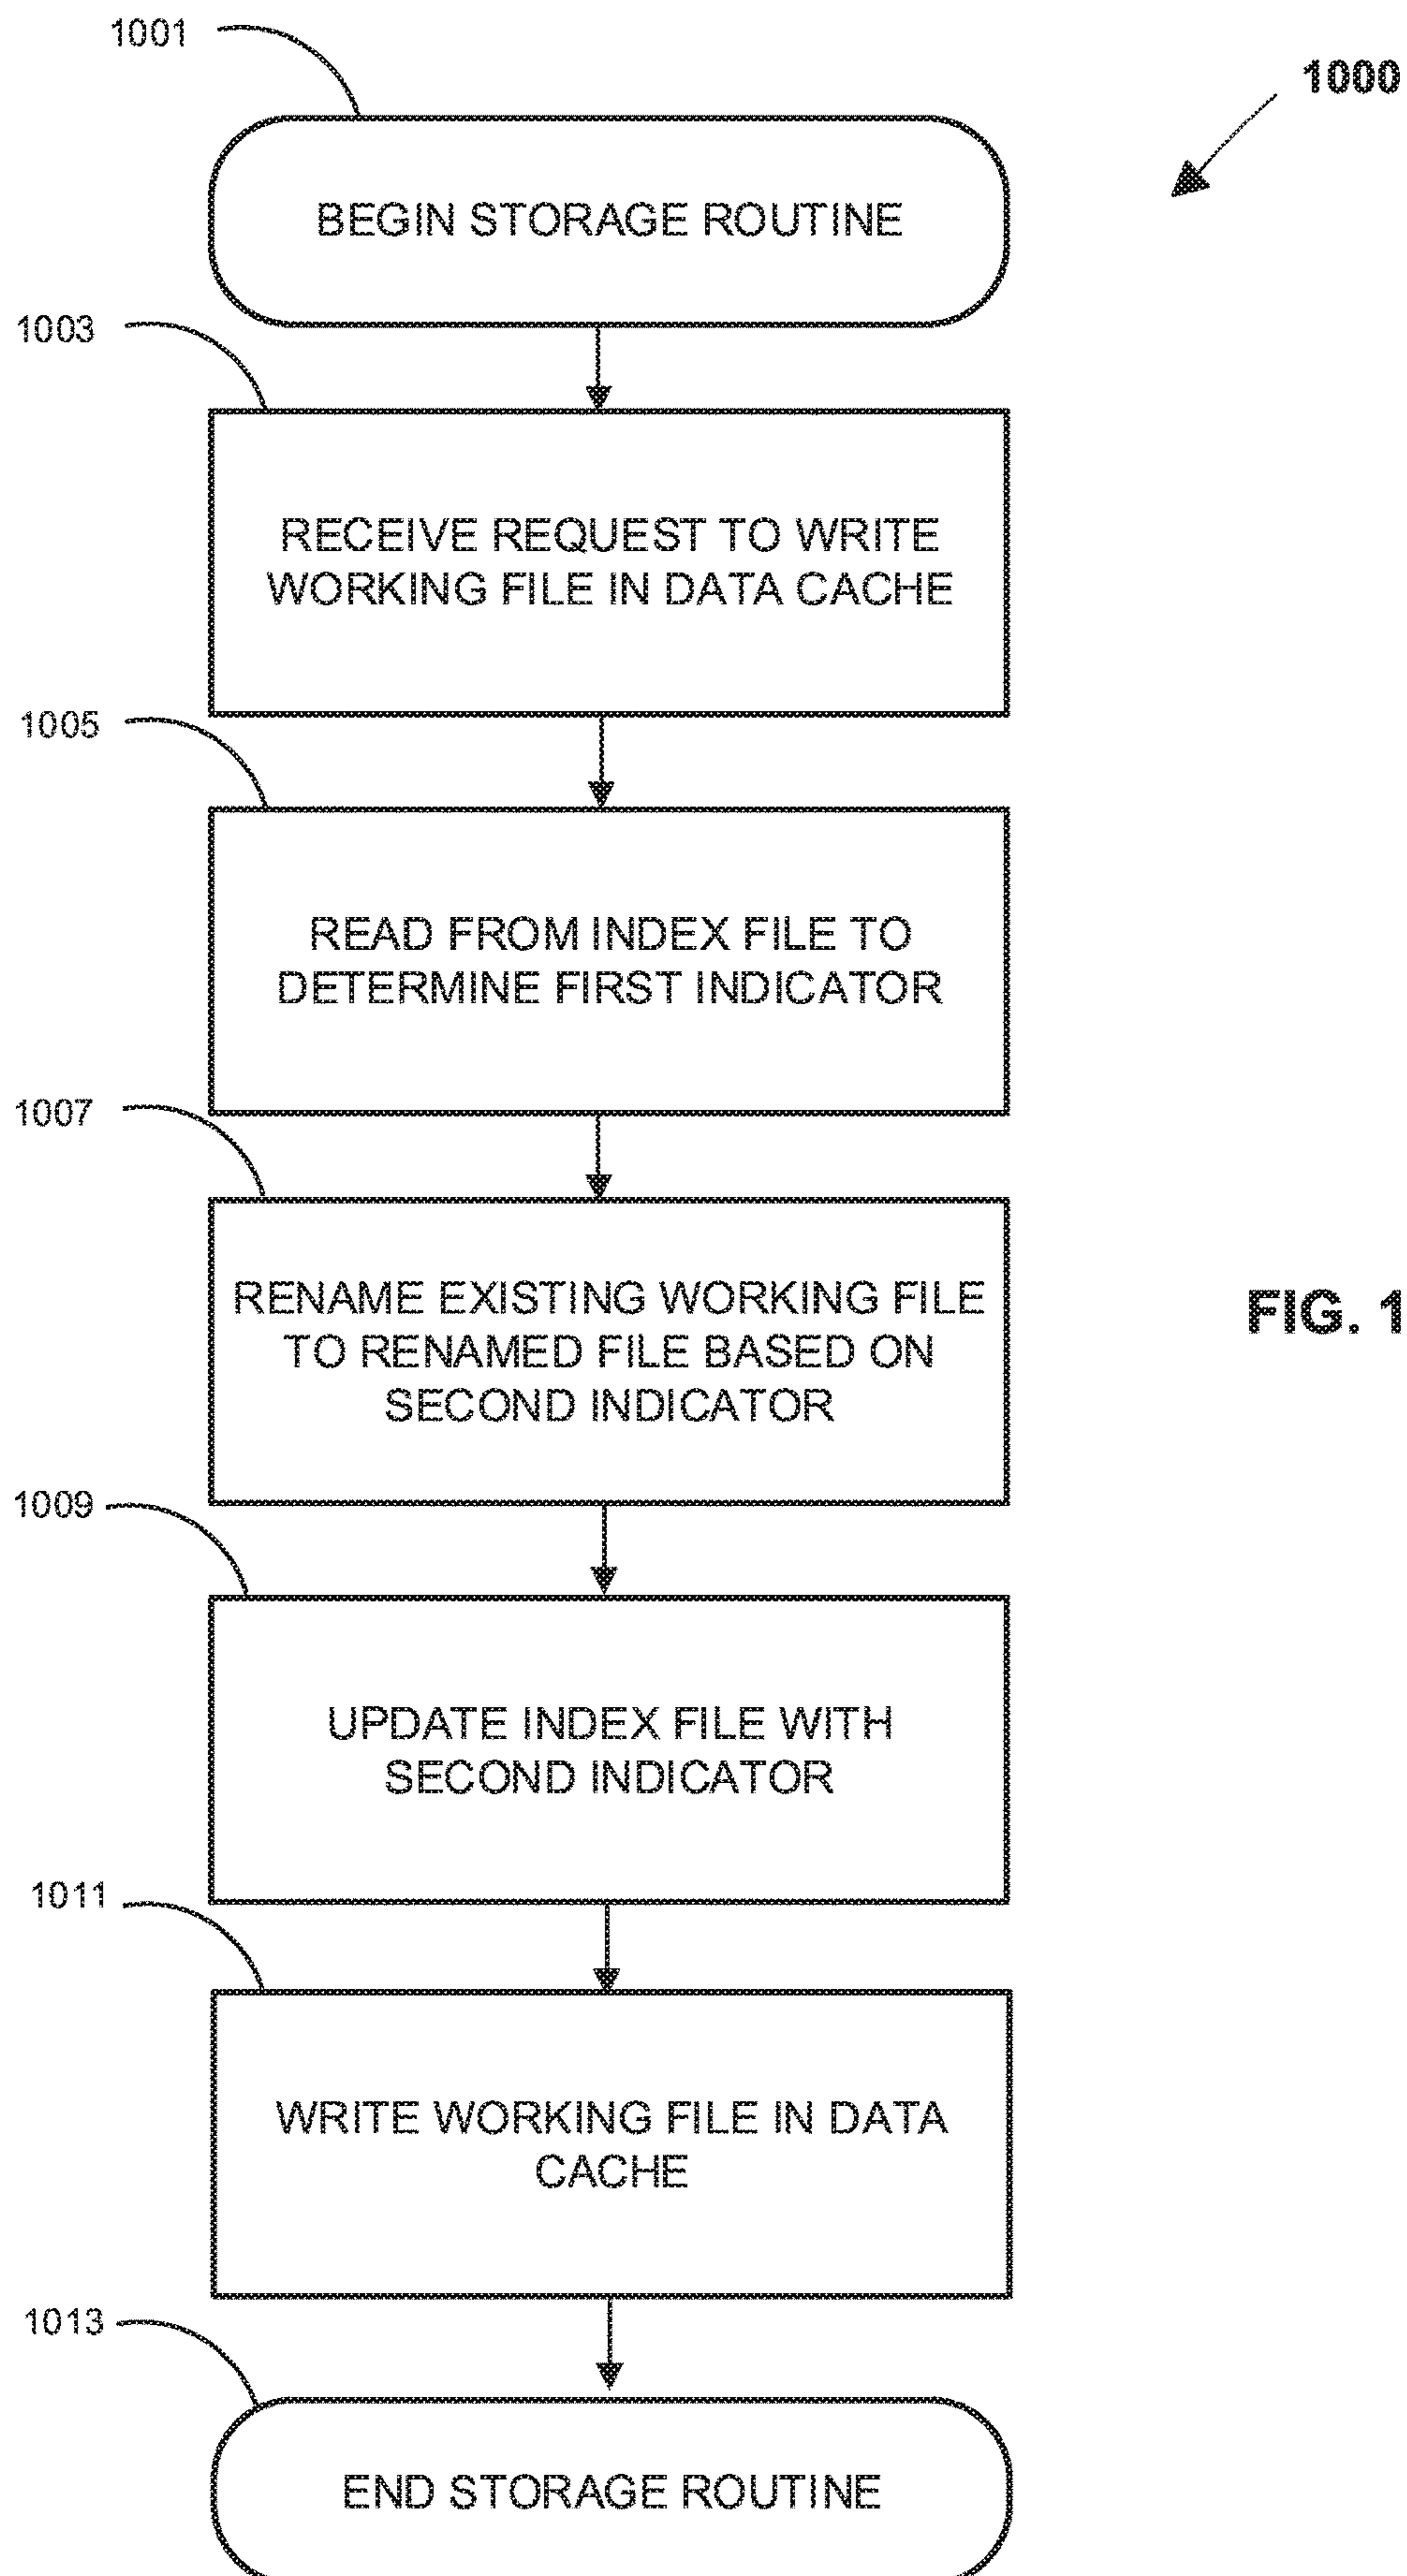 1001
1000
BEGIN STORAGE ROUTINE
1003
RECEIVE REQUEST TO WRITE
WORKING FILE IN DATA CACHE
1005
READ FROM INDEX FILE TO
DETERMINE FIRST INDICATOR
1007
RENAME EXISTING WORKING FILE
TO RENAMED FILE BASED ON
SECOND INDICATOR
FIG. 1
1009
UPDATE INDEX FILE WITH
SECOND INDICATOR
1011
WRITE WORKING FILE IN DATA
CACHE
1013
END STORAGE ROUTINE